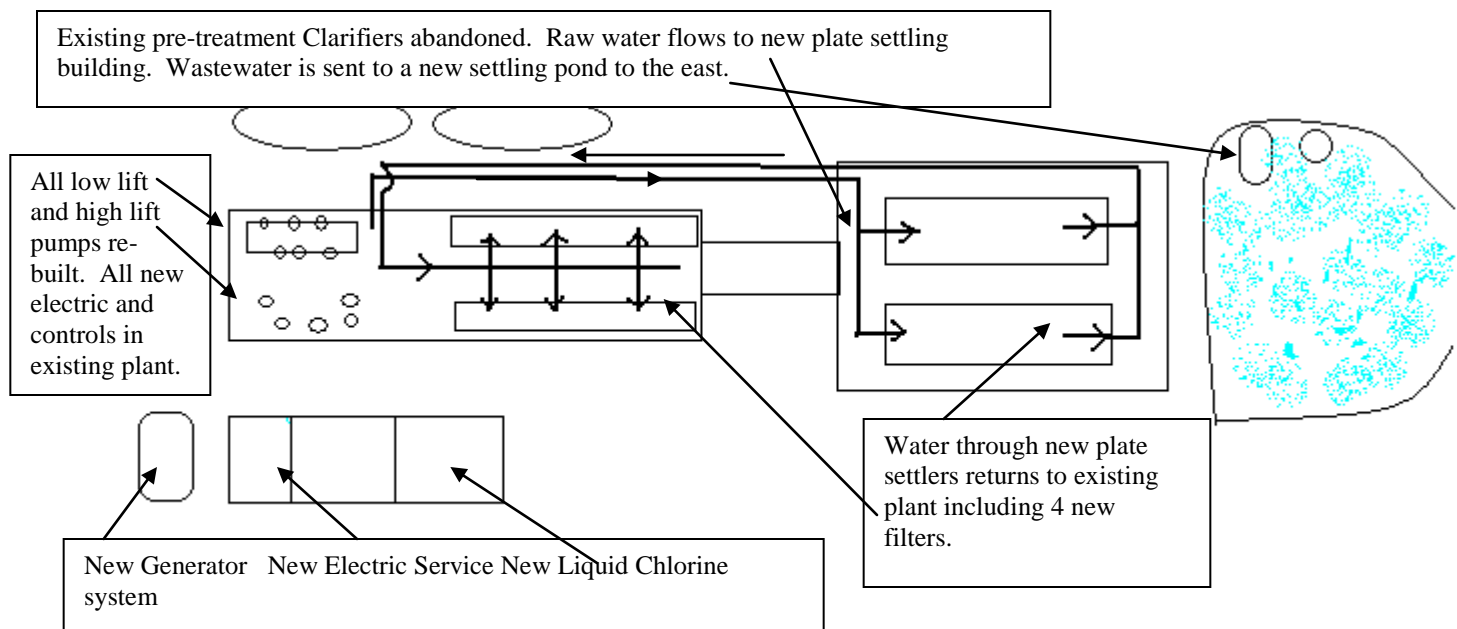 Existing pre-treatment Clarifiers abandoned. Raw water flows to new plate settling
building. Wastewater is sent to a new settling pond to the east.
All low lift
and high lift
pumps re-
built. All new
electric and
controls in
existing plant.
Water through new plate
settlers returns to existing
plant including 4 new
filters.
New Generator New Electric Service New Liquid Chlorine
system